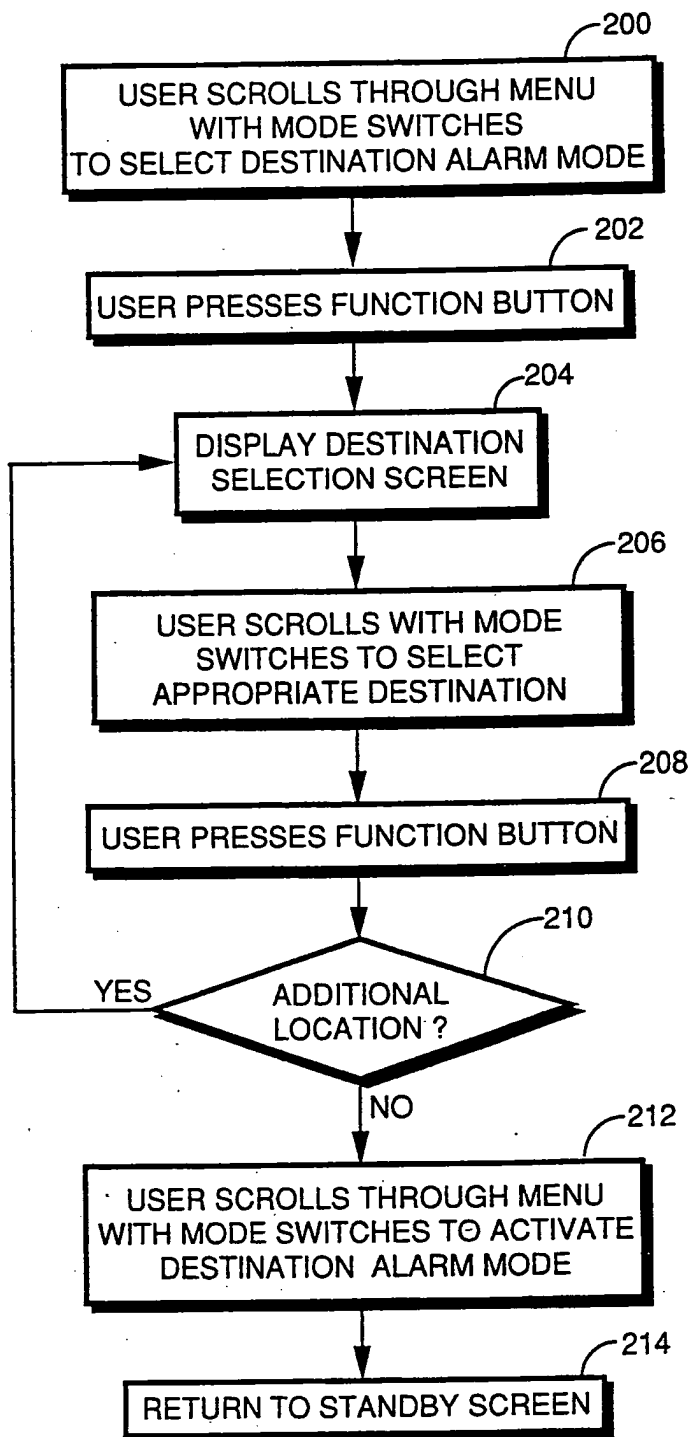 200
USER SCROLLS THROUGH MENU
WITH MODE SWITCHES
TO SELECT DESTINATION ALARM MODE
202
USER PRESSES FUNCTION BUTTON
204
DISPLAY DESTINATION
SELECTION SCREEN
206
USER SCROLLS WITH MODE
SWITCHES TO SELECT
APPROPRIATE DESTINATION
208
USER PRESSES FUNCTION BUTTON
210
YES
ADDITIONAL
LOCATION ?
NO
212
USER SCROLLS THROUGH MENU
WITH MODE SWITCHES TO ACTIVATE
DESTINATION ALARM MODE
214
RETURN TO STANDBY SCREEN